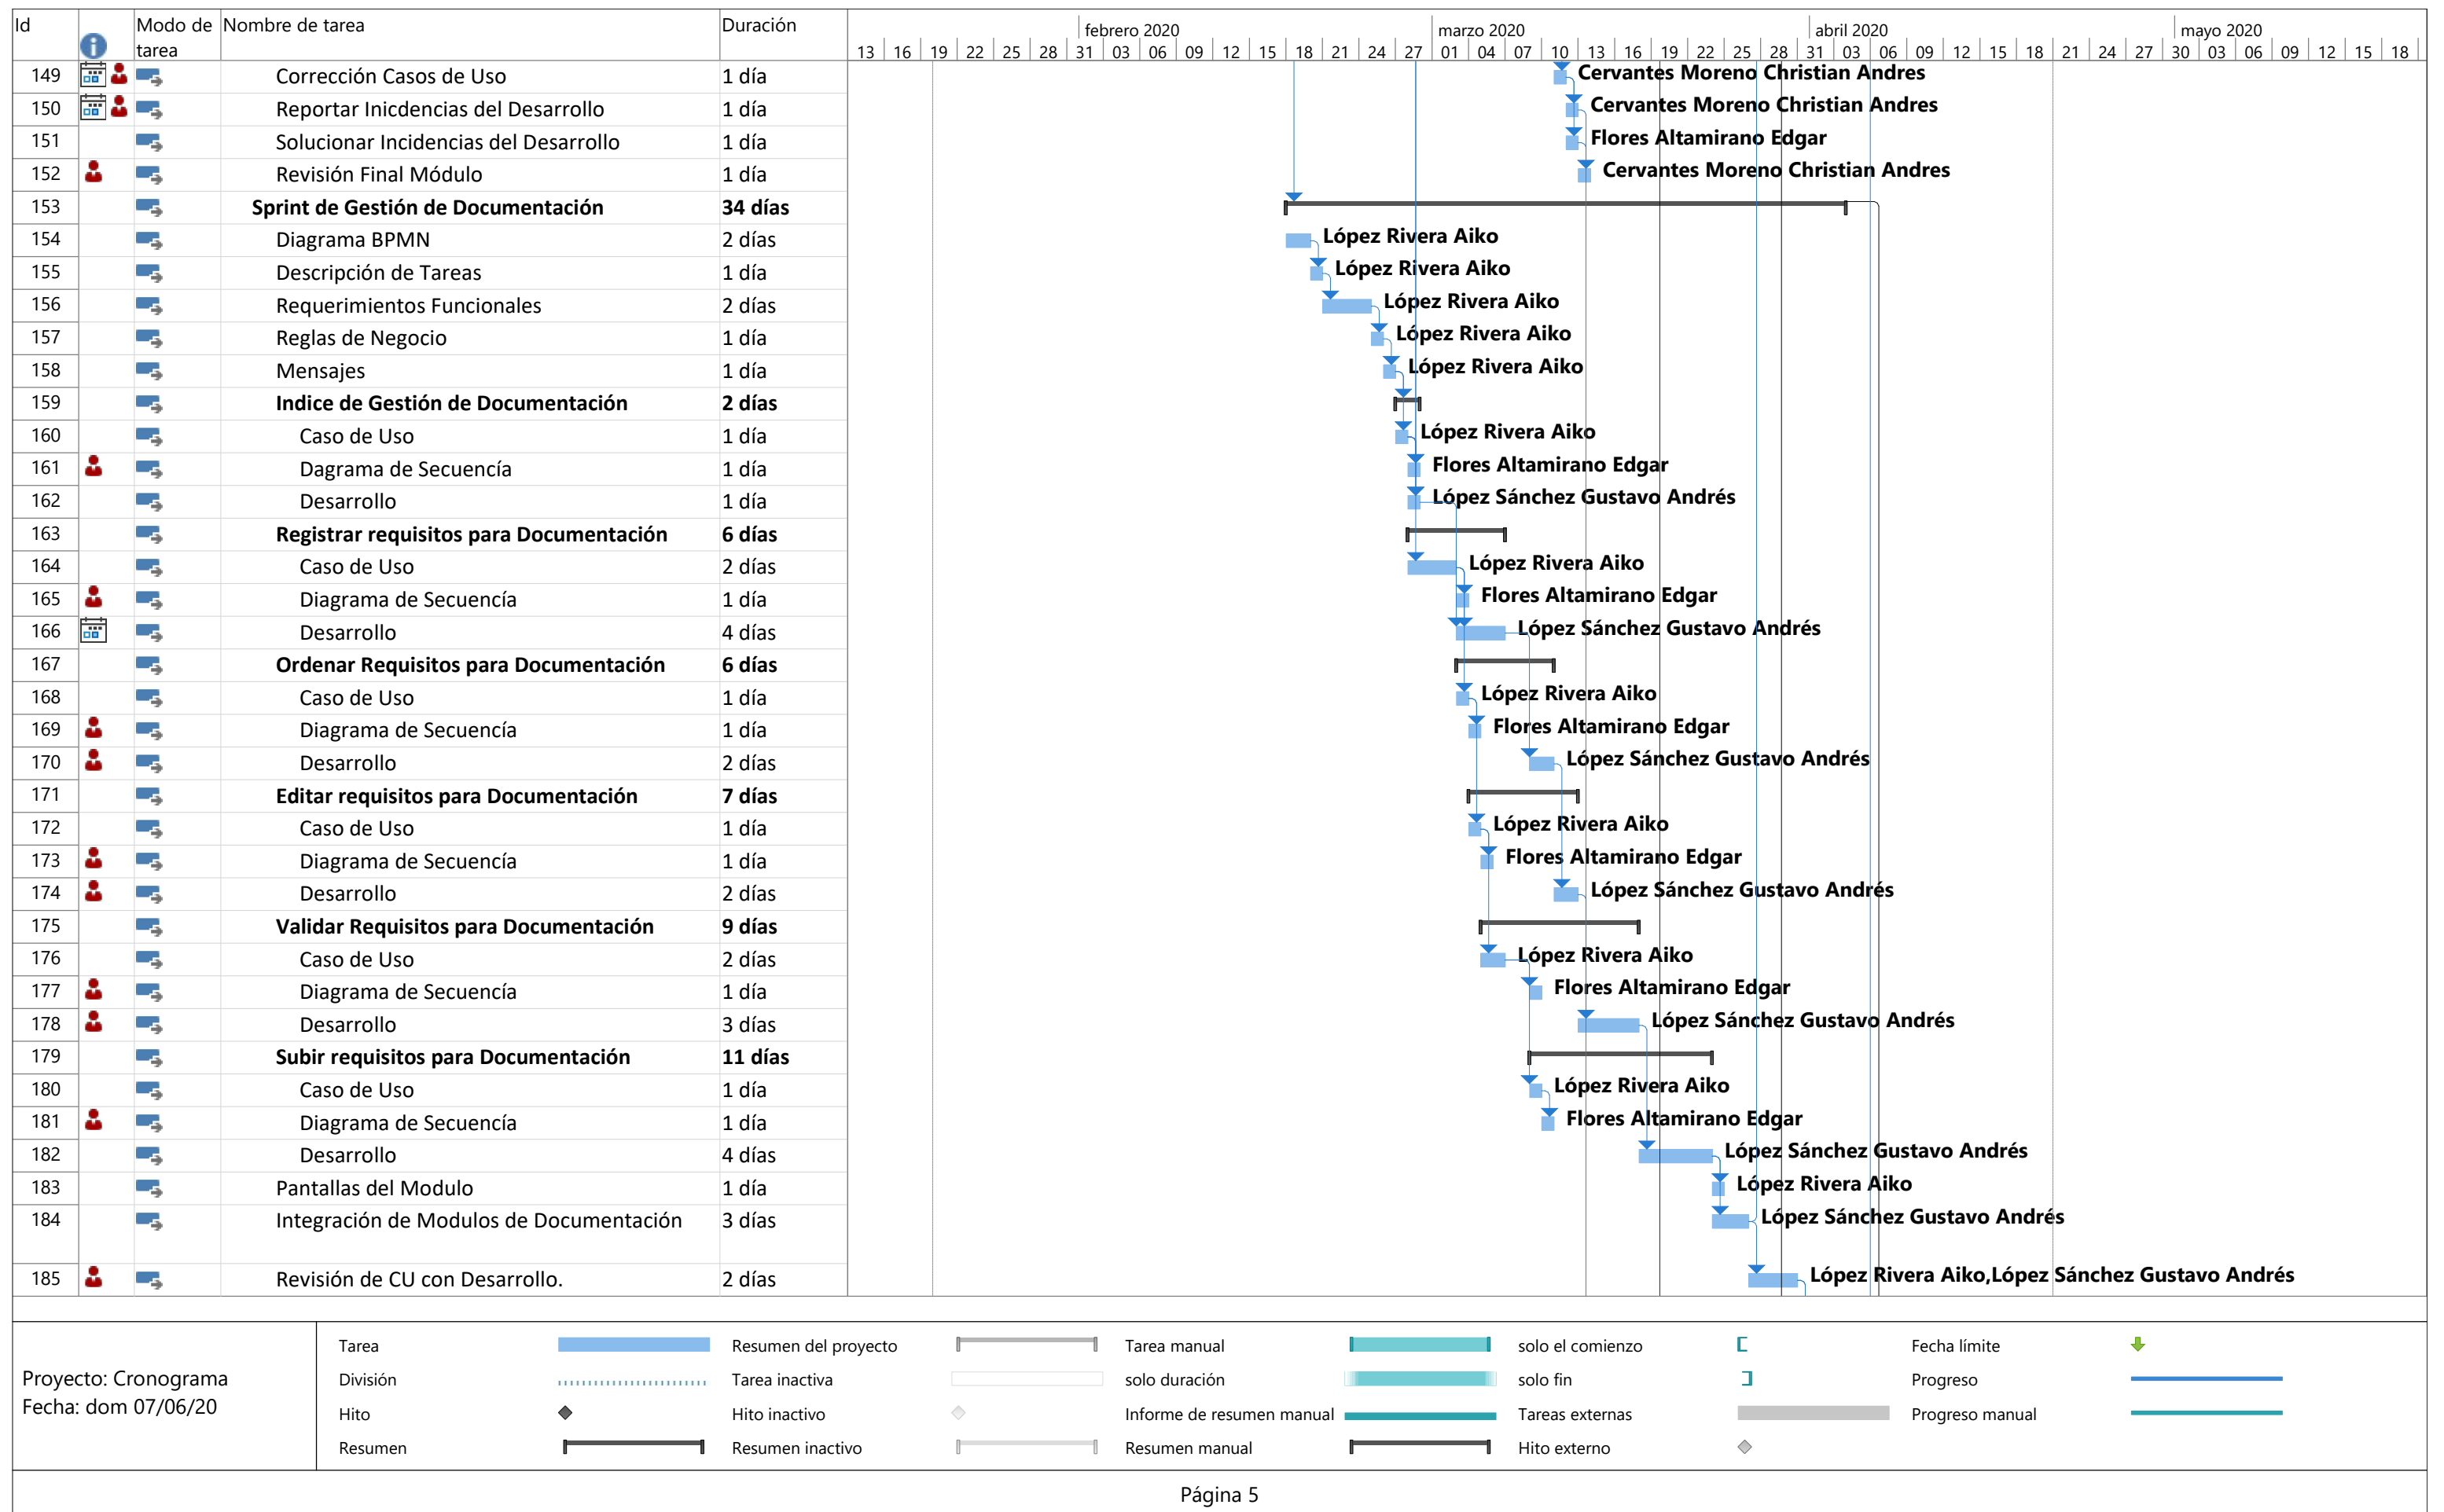 Id
Modo de tarea
Nombre de tarea
Duración
febrero 2020
marzo 2020
abril 2020
mayo 2020
13 16 19 22 25 28 31 03 06 09 12 15 18 21 24 27 01 04 07 10 13 16 19 22 25 28 31 03 06 09 12 15 18 21 24 27 30 03 06 09 12 15 18
149 Corrección Casos de Uso 1 día Cervantes Moreno Christian Andres
150 Reportar Inicdencias del Desarrollo 1 día Cervantes Moreno Christian Andres
151 Solucionar Incidencias del Desarrollo 1 día Flores Altamirano Edgar
152 Revisión Final Módulo 1 día Cervantes Moreno Christian Andres
153 Sprint de Gestión de Documentación 34 días
154 Diagrama BPMN 2 días López Rivera Aiko
155 Descripción de Tareas 1 día López Rivera Aiko
156 Requerimientos Funcionales 2 días López Rivera Aiko
157 Reglas de Negocio 1 día López Rivera Aiko
158 Mensajes 1 día López Rivera Aiko
159 Indice de Gestión de Documentación 2 días
160 Caso de Uso 1 día López Rivera Aiko
161 Dagrama de Secuencía 1 día Flores Altamirano Edgar
162 Desarrollo 1 día López Sánchez Gustavo Andrés
163 Registrar requisitos para Documentación 6 días
164 Caso de Uso 2 días López Rivera Aiko
165 Diagrama de Secuencía 1 día Flores Altamirano Edgar
166 Desarrollo 4 días López Sánchez Gustavo Andrés
167 Ordenar Requisitos para Documentación 6 días
168 Caso de Uso 1 día López Rivera Aiko
169 Diagrama de Secuencía 1 día Flores Altamirano Edgar
170 Desarrollo 2 días López Sánchez Gustavo Andrés
171 Editar requisitos para Documentación 7 días
172 Caso de Uso 1 día López Rivera Aiko
173 Diagrama de Secuencía 1 día Flores Altamirano Edgar
174 Desarrollo 2 días López Sánchez Gustavo Andrés
175 Validar Requisitos para Documentación 9 días
176 Caso de Uso 2 días López Rivera Aiko
177 Diagrama de Secuencía 1 día Flores Altamirano Edgar
178 Desarrollo 3 días López Sánchez Gustavo Andrés
179 Subir requisitos para Documentación 11 días
180 Caso de Uso 1 día López Rivera Aiko
181 Diagrama de Secuencía 1 día Flores Altamirano Edgar
182 Desarrollo 4 días López Sánchez Gustavo Andrés
183 Pantallas del Modulo 1 día López Rivera Aiko
184 Integración de Modulos de Documentación 3 días López Sánchez Gustavo Andrés
185 Revisión de CU con Desarrollo. 2 días López Rivera Aiko,López Sánchez Gustavo Andrés
Proyecto: Cronograma
Fecha: dom 07/06/20
Tarea
División
Hito
Resumen
Resumen del proyecto
Tarea inactiva
Hito inactivo
Resumen inactivo
Tarea manual
solo duración
Informe de resumen manual
Resumen manual
solo el comienzo
solo fin
Tareas externas
Hito externo
Fecha límite
Progreso
Progreso manual
Página 5